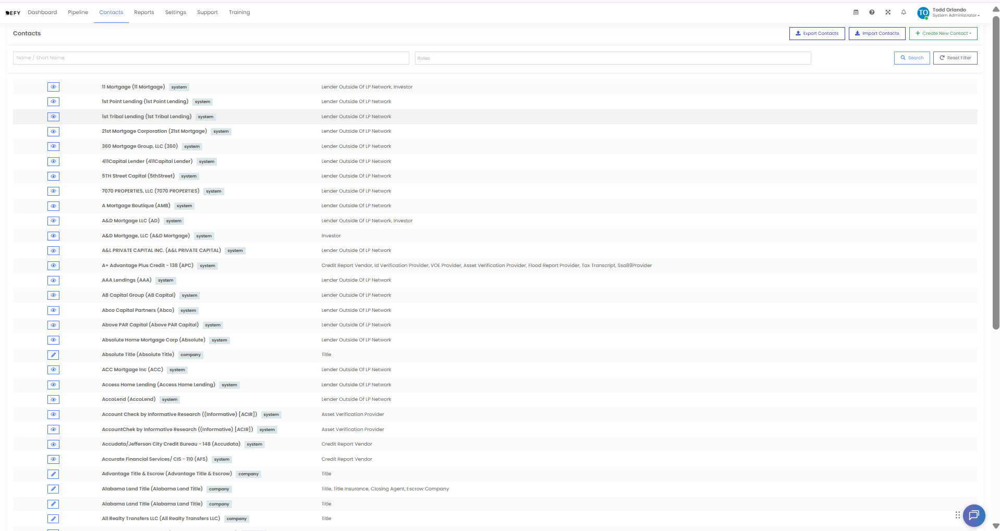 DEFY Dashboard Pipeline Contacts Reports Settings Support Training
TO Todd Orlando
System Administrator
Contacts
Export Contacts Import Contacts Create New Contact
Name / Short Name Roles Search Reset Filter
11 Mortgage (11 Mortgage) system Lender Outside Of LP Network, Investor
1st Point Lending (1st Point Lending) system Lender Outside Of LP Network
1st Tribal Lending (1st Tribal Lending) system Lender Outside Of LP Network
21st Mortgage Corporation (21st Mortgage) system Lender Outside Of LP Network
360 Mortgage Group, LLC (360) system Lender Outside Of LP Network
411Capital Lender (411Capital Lender) system Lender Outside Of LP Network
5TH Street Capital (5thStreet) system Lender Outside Of LP Network
7070 PROPERTIES, LLC (7070 PROPERTIES) system Lender Outside Of LP Network
A Mortgage Boutique (AMB) system Lender Outside Of LP Network
A&D Mortgage LLC (AD) system Lender Outside Of LP Network, Investor
A&D Mortgage, LLC (A&D Mortgage) system Investor
A&L PRIVATE CAPITAL INC. (A&L PRIVATE CAPITAL) system Lender Outside Of LP Network
A+ Advantage Plus Credit - 138 (APC) system Credit Report Vendor, Id Verification Provider, VOE Provider, Asset Verification Provider, Flood Report Provider, Tax Transcript, Ssa89Provider
AAA Lendings (AAA) system Lender Outside Of LP Network
AB Capital Group (AB Capital) system Lender Outside Of LP Network
Abco Capital Partners (Abco) system Lender Outside Of LP Network
Above PAR Capital (Above PAR Capital) system Lender Outside Of LP Network
Absolute Home Mortgage Corp (Absolute) system Lender Outside Of LP Network
Absolute Title (Absolute Title) company Title
ACC Mortgage Inc (ACC) system Lender Outside Of LP Network
Access Home Lending (Access Home Lending) system Lender Outside Of LP Network
AccoLend (AccoLend) system Lender Outside Of LP Network
Account Check by Informative Research ((Informative) [ACIR]) system Asset Verification Provider
AccountChek by Informative Research ((Informative) [ACIR]) system Asset Verification Provider
Accudata/Jefferson City Credit Bureau - 148 (Accudata) system Credit Report Vendor
Accurate Financial Services/ CIS - 110 (AFS) system Credit Report Vendor
Advantage Title & Escrow (Advantage Title & Escrow) company Title
Alabama Land Title (Alabama Land Title) company Title, Title Insurance, Closing Agent, Escrow Company
Alabama Land Title (Alabama Land Title) company Title
All Realty Transfers LLC (All Realty Transfers LLC) company Title